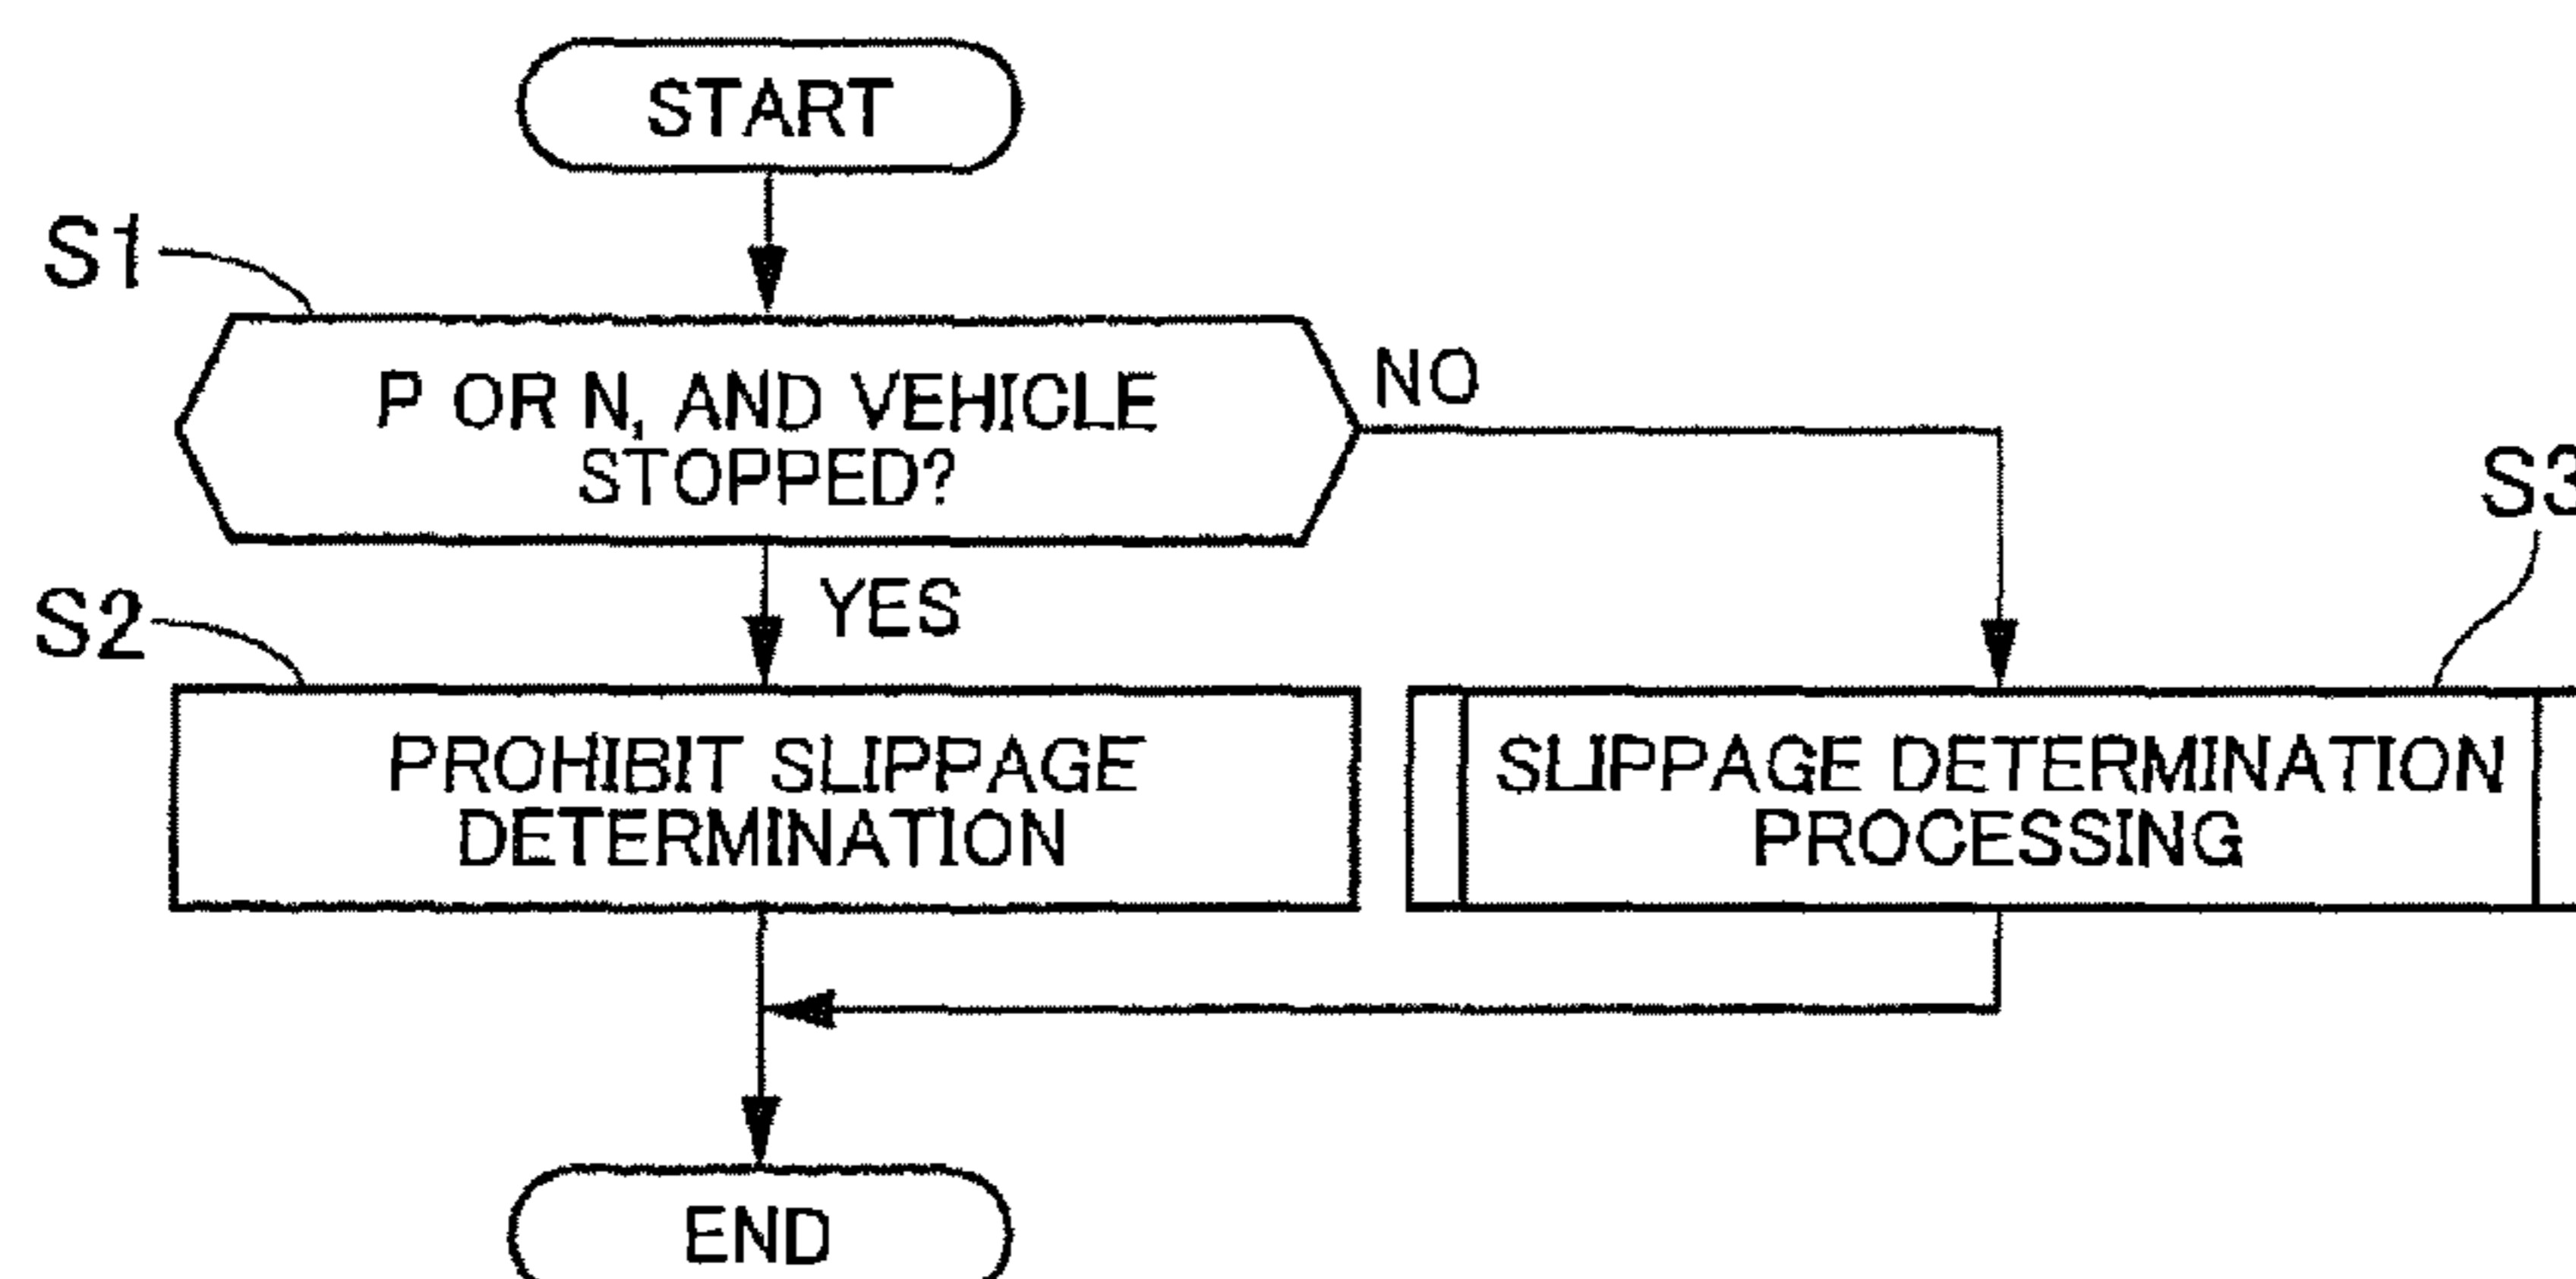 START
S1
P OR N, AND VEHICLE
STOPPED?
NO
YES
S2
S3
PROHIBIT SLIPPAGE
DETERMINATION
SLIPPAGE DETERMINATION
PROCESSING
END